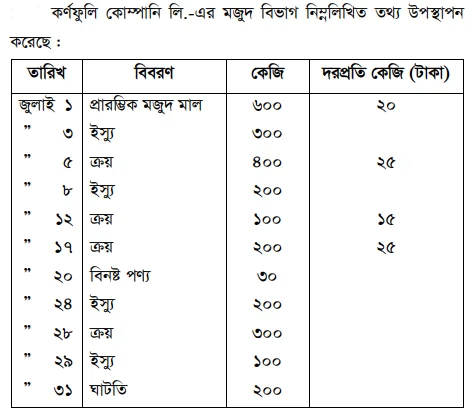 কর্ণফুলি কোম্পানি লি.-এর মজুদ বিভাগ নিম্নলিখিত তথ্য উপস্থাপন
করেছে :
তারিখ বিবরণ কেজি দরপ্রতি কেজি (টাকা)
জুলাই ১ প্রারম্ভিক মজুদ মাল ৬০০ ২০
” ৩ ইস্যু ৩০০
” ৫ ক্রয় ৪০০ ২৫
” ৮ ইস্যু ২০০
” ১২ ক্রয় ১০০ ১৫
” ১৭ ক্রয় ২০০ ২৫
” ২০ বিনষ্ট পণ্য ৩০
” ২৪ ইস্যু ২০০
” ২৮ ক্রয় ৩০০
” ২৯ ইস্যু ১০০
” ৩১ ঘাটতি ২০০